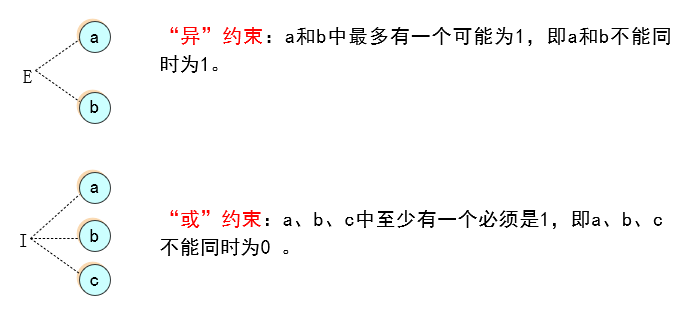 a
E
b
“异”约束：a和b中最多有一个可能为1，即a和b不能同
时为1。
a
I
b
c
“或”约束：a、b、c中至少有一个必须是1，即a、b、c
不能同时为0 。